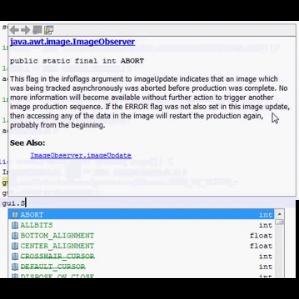 java.awt.image.ImageObserver
public static final int ABORT
This flag in the infoflags argument to imageUpdate indicates that an image which
was being tracked asynchronously was aborted before production was complete. No
more information will become available without further action to trigger another
image production sequence. If the ERROR flag was not also set in this image update,
then accessing any of the data in the image will restart the production again,
probably from the beginning.
See Also:
ImageObserver.imageUpdate
gui.
ABORT int
ALLBITS int
BOTTOM_ALIGNMENT float
CENTER_ALIGNMENT float
CROSSHAIR_CURSOR int
DEFAULT_CURSOR int
DISPOSE_ON_CLOSE int